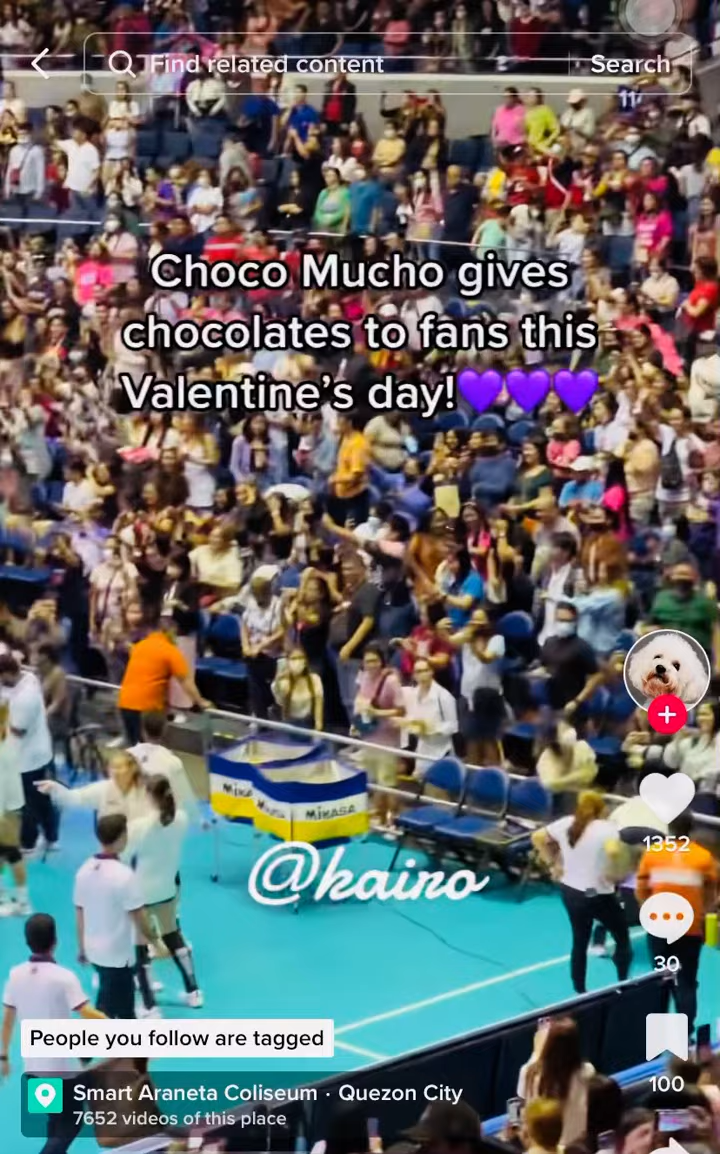 Find related content
Search
11
Choco Mucho gives
chocolates to fans this
Valentine's day!💜💜💜
MIKASA
@kairo
1352
30
People you follow are tagged
100
Smart Araneta Coliseum · Quezon City
7652 videos of this place